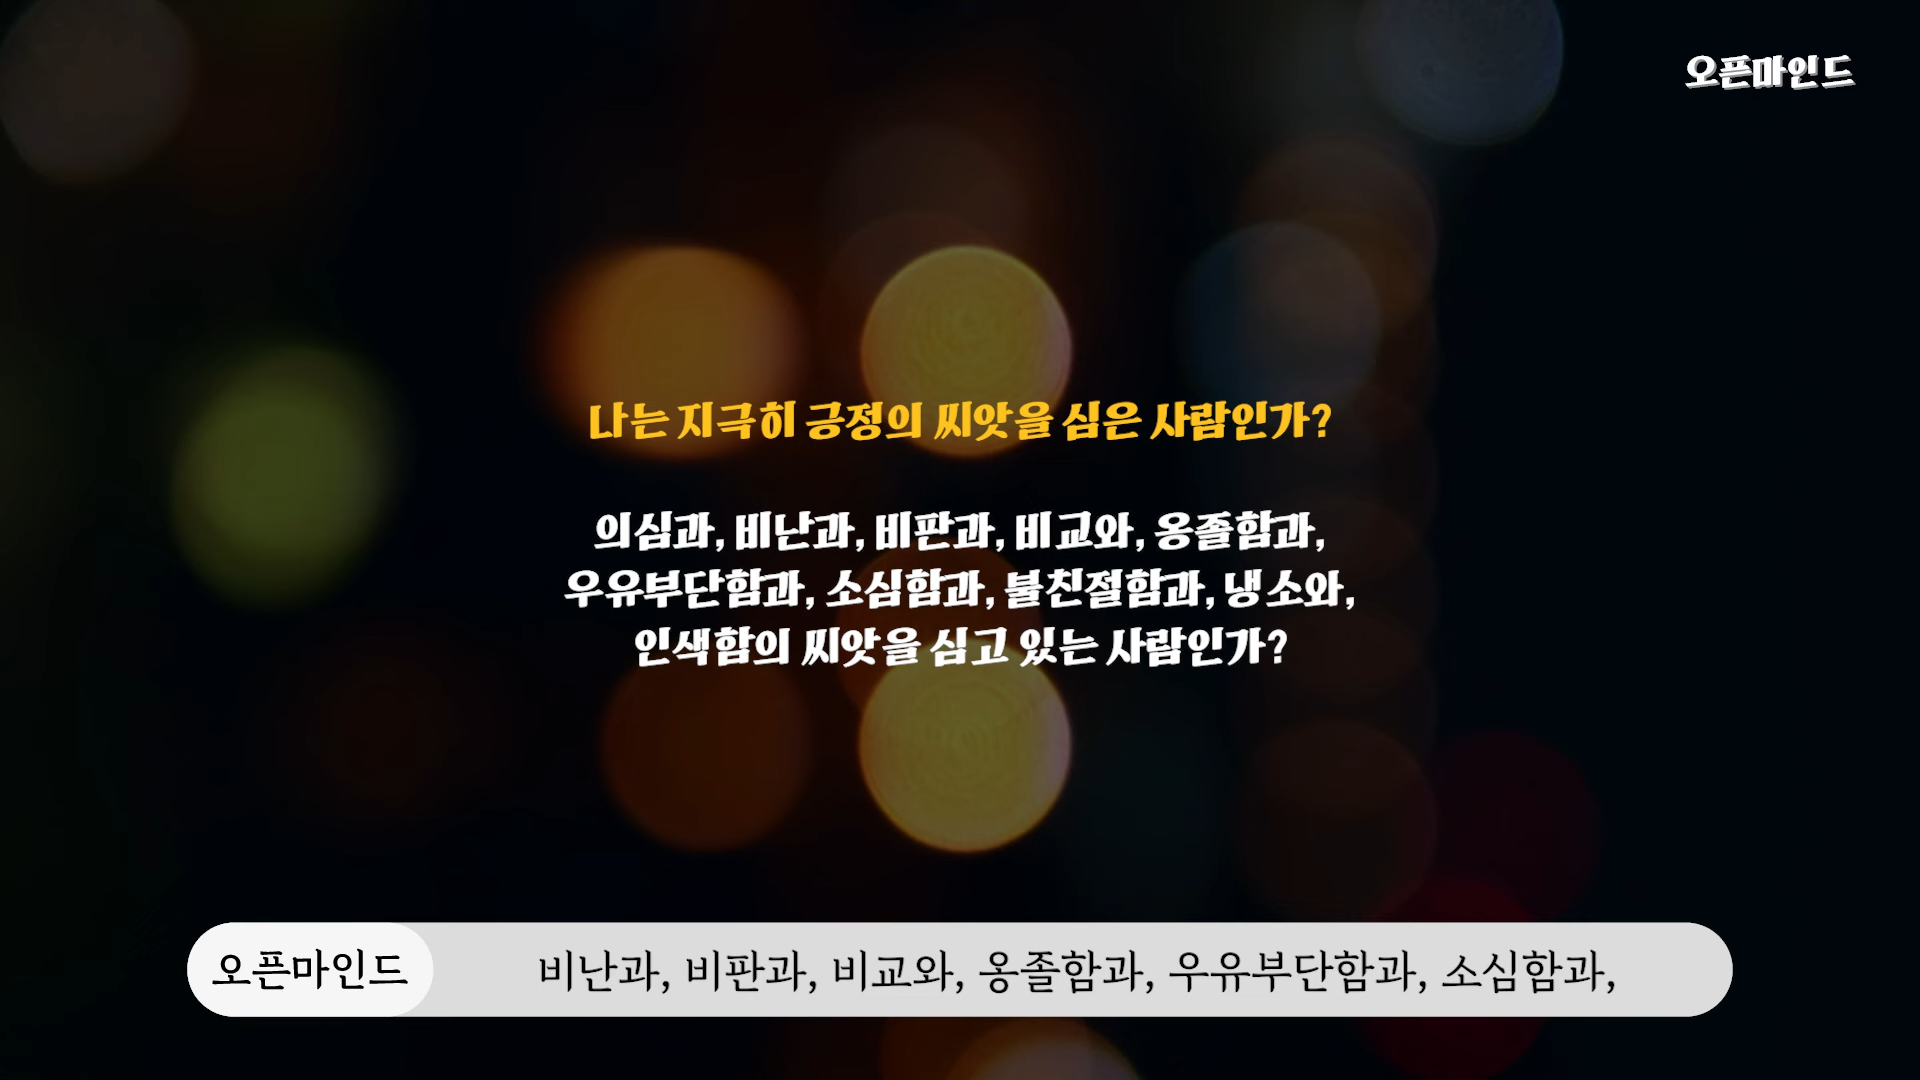 오픈마인드
나는 지극히 긍정의 씨앗을 심은 사람인가?
의심과, 비난과, 비판과, 비교와, 옹졸함과,
우유부단함과, 소심함과, 불친절함과, 냉소와,
인색함의 씨앗을 심고 있는 사람인가?
오픈마인드 비난과, 비판과, 비교와, 옹졸함과, 우유부단함과, 소심함과,